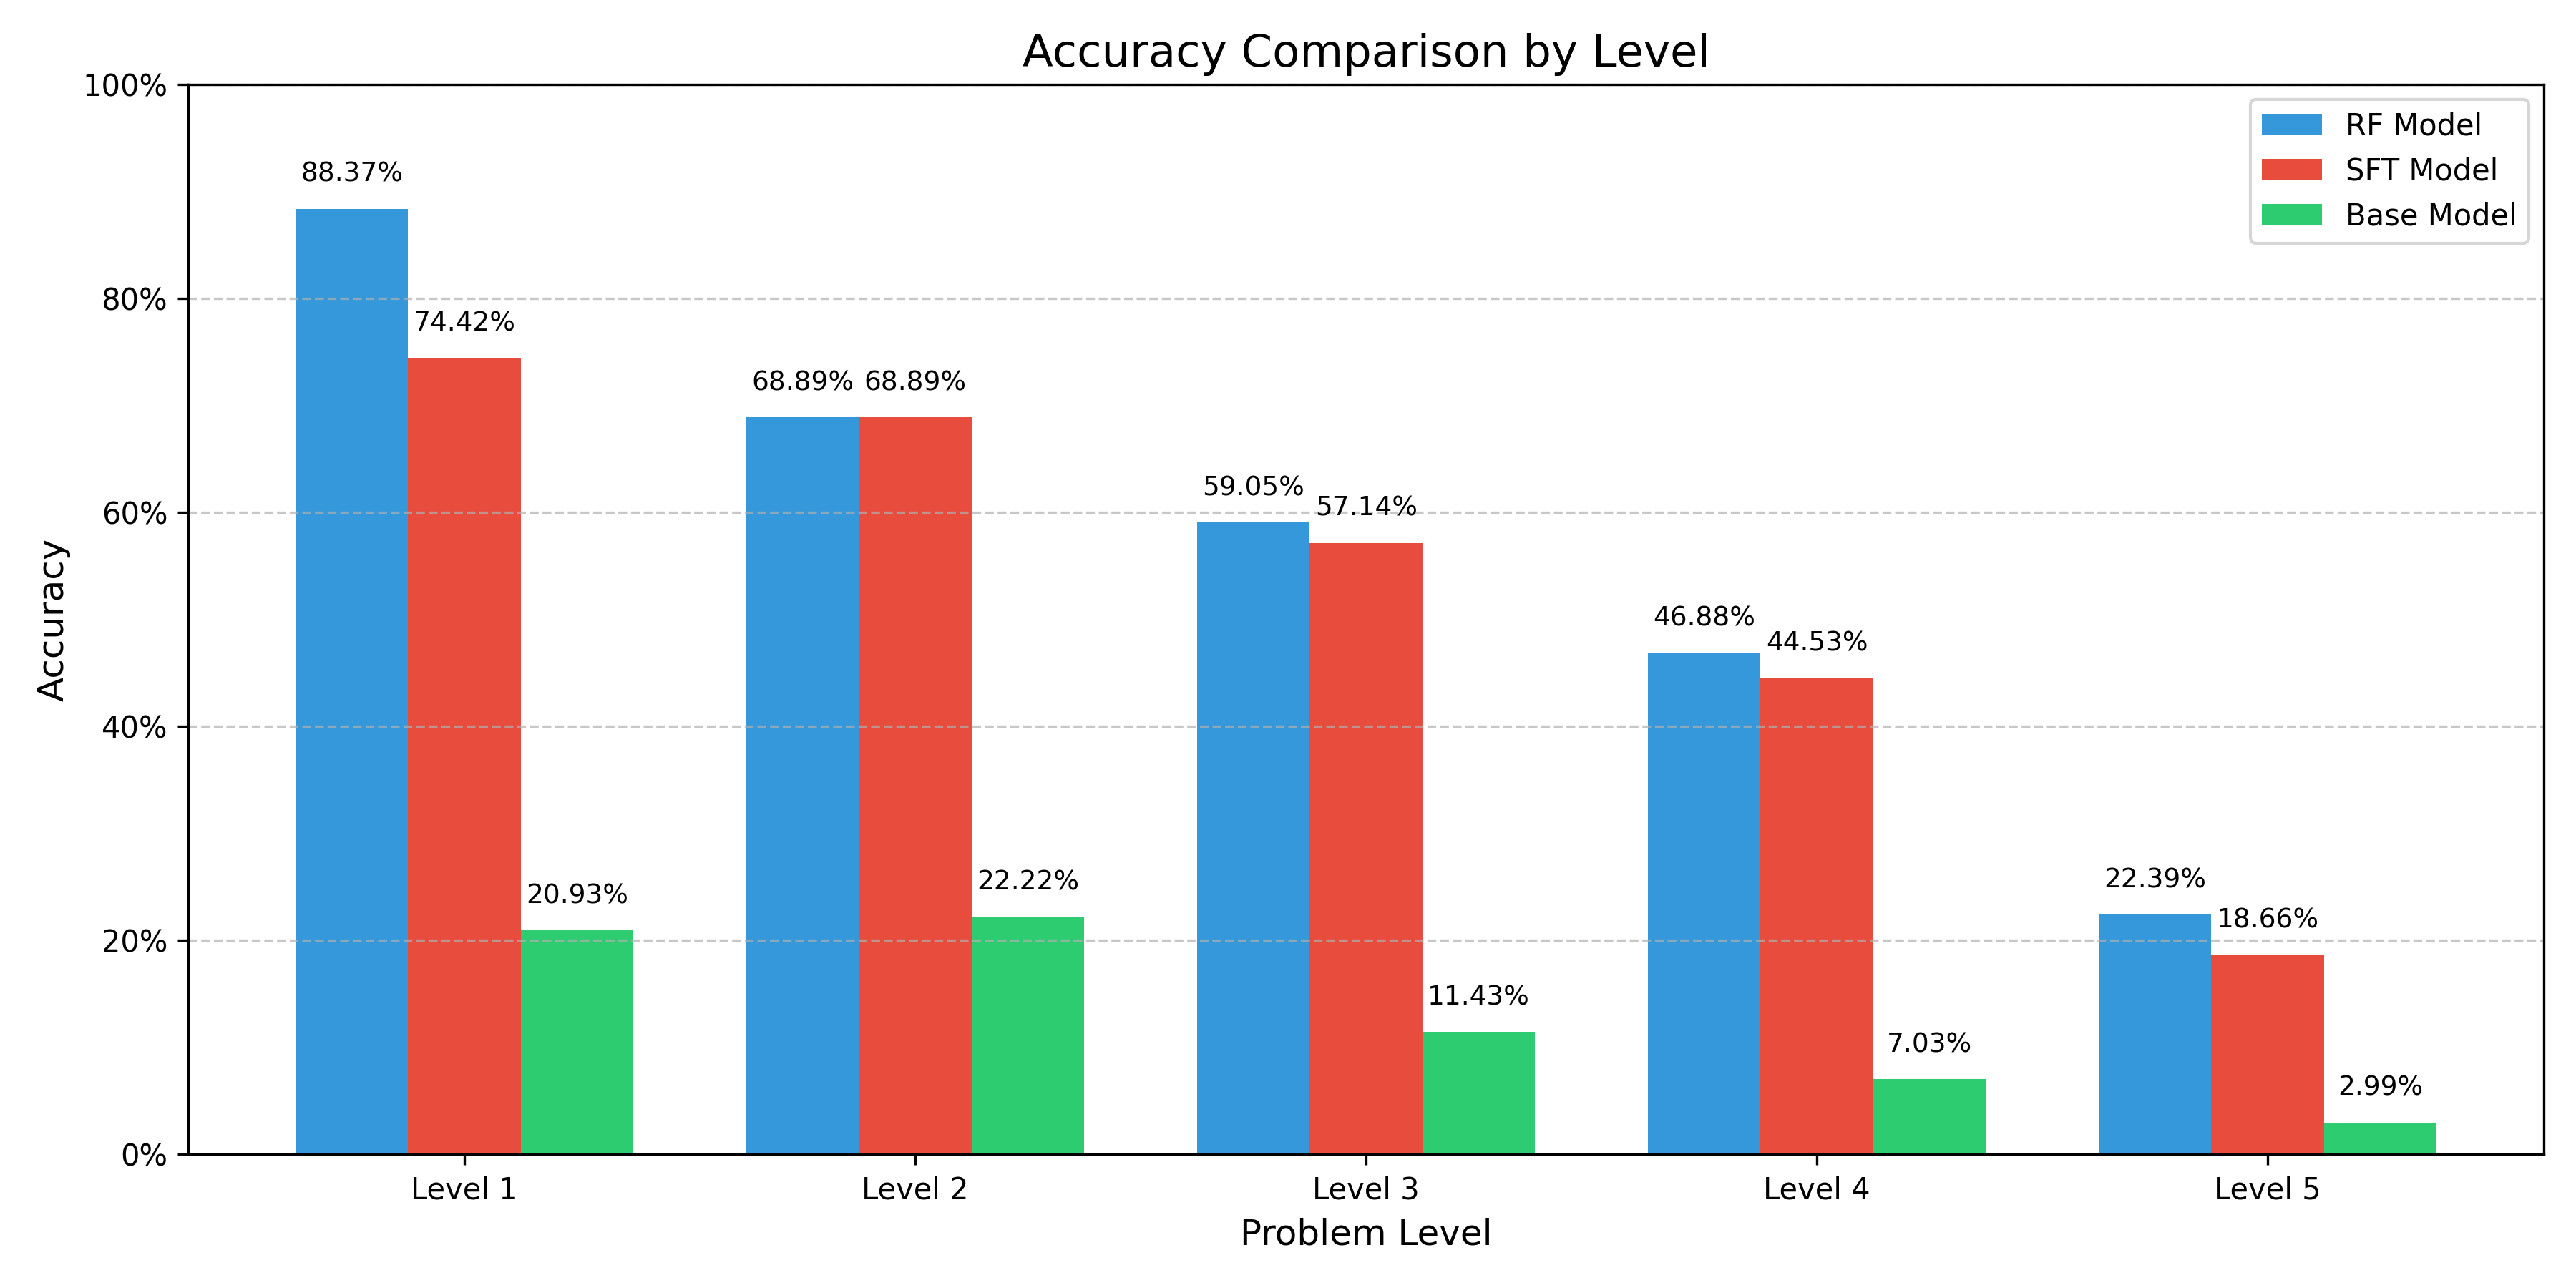 Accuracy Comparison by Level
100%
80%
60%
40%
20%
0%
Accuracy
RF Model
SFT Model
Base Model
88.37%
74.42%
20.93%
68.89%
68.89%
22.22%
59.05%
57.14%
11.43%
46.88%
44.53%
7.03%
22.39%
18.66%
2.99%
Level 1
Level 2
Level 3
Level 4
Level 5
Problem Level